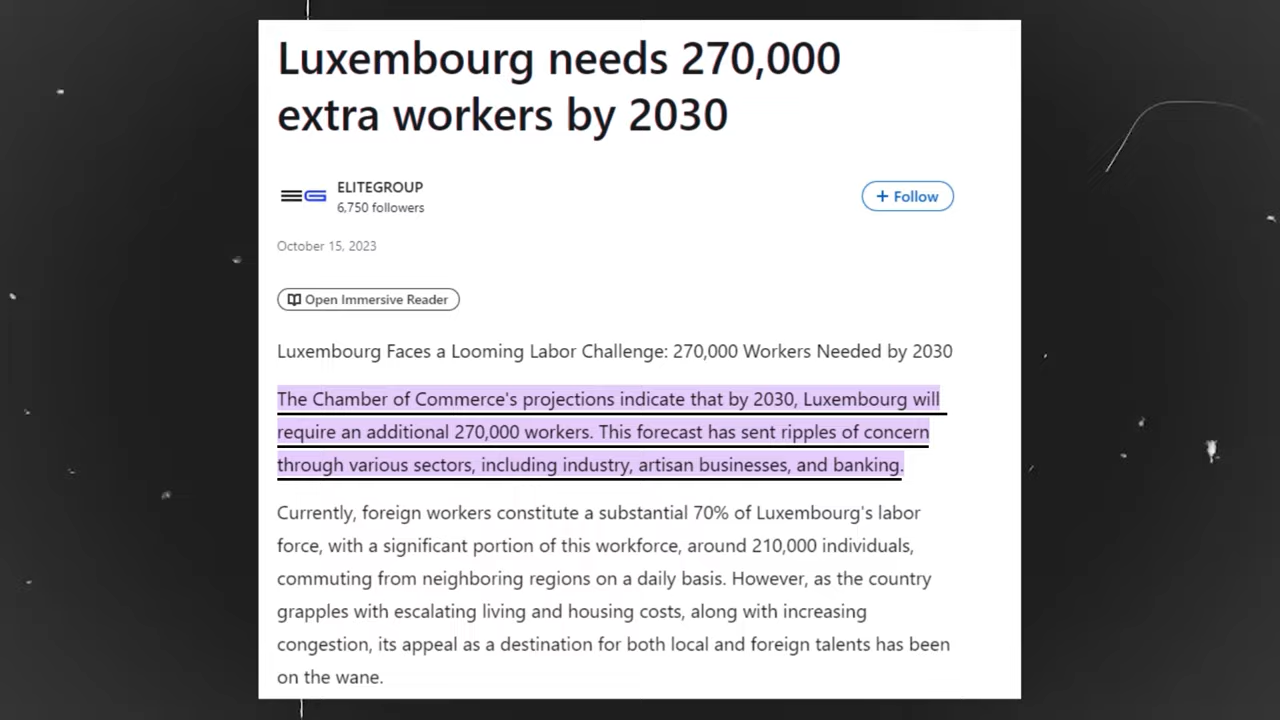 Luxembourg needs 270,000
extra workers by 2030
ELITEGROUP
6,750 followers
+ Follow
October 15, 2023
Open Immersive Reader
Luxembourg Faces a Looming Labor Challenge: 270,000 Workers Needed by 2030
The Chamber of Commerce's projections indicate that by 2030, Luxembourg will
require an additional 270,000 workers. This forecast has sent ripples of concern
through various sectors, including industry, artisan businesses, and banking.
Currently, foreign workers constitute a substantial 70% of Luxembourg's labor
force, with a significant portion of this workforce, around 210,000 individuals,
commuting from neighboring regions on a daily basis. However, as the country
grapples with escalating living and housing costs, along with increasing
congestion, its appeal as a destination for both local and foreign talents has been
on the wane.